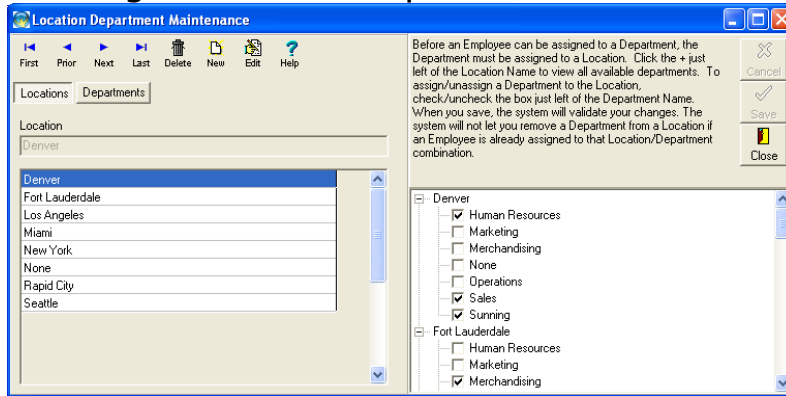 Location Department Maintenance
First Prior Next Last Delete New Edit Help
Locations Departments
Location
Denver
Denver
Fort Lauderdale
Los Angeles
Miami
New York
None
Rapid City
Seattle
Before an Employee can be assigned to a Department, the
Department must be assigned to a Location. Click the + just
left of the Location Name to view all available departments. To
assign/unassign a Department to the Location,
check/uncheck the box just left of the Department Name.
When you save, the system will validate your changes. The
system will not let you remove a Department from a Location if
an Employee is already assigned to that Location/Department
combination.
Cancel
Save
Close
Denver
Human Resources
Marketing
Merchandising
None
Operations
Sales
Sunning
Fort Lauderdale
Human Resources
Marketing
Merchandising